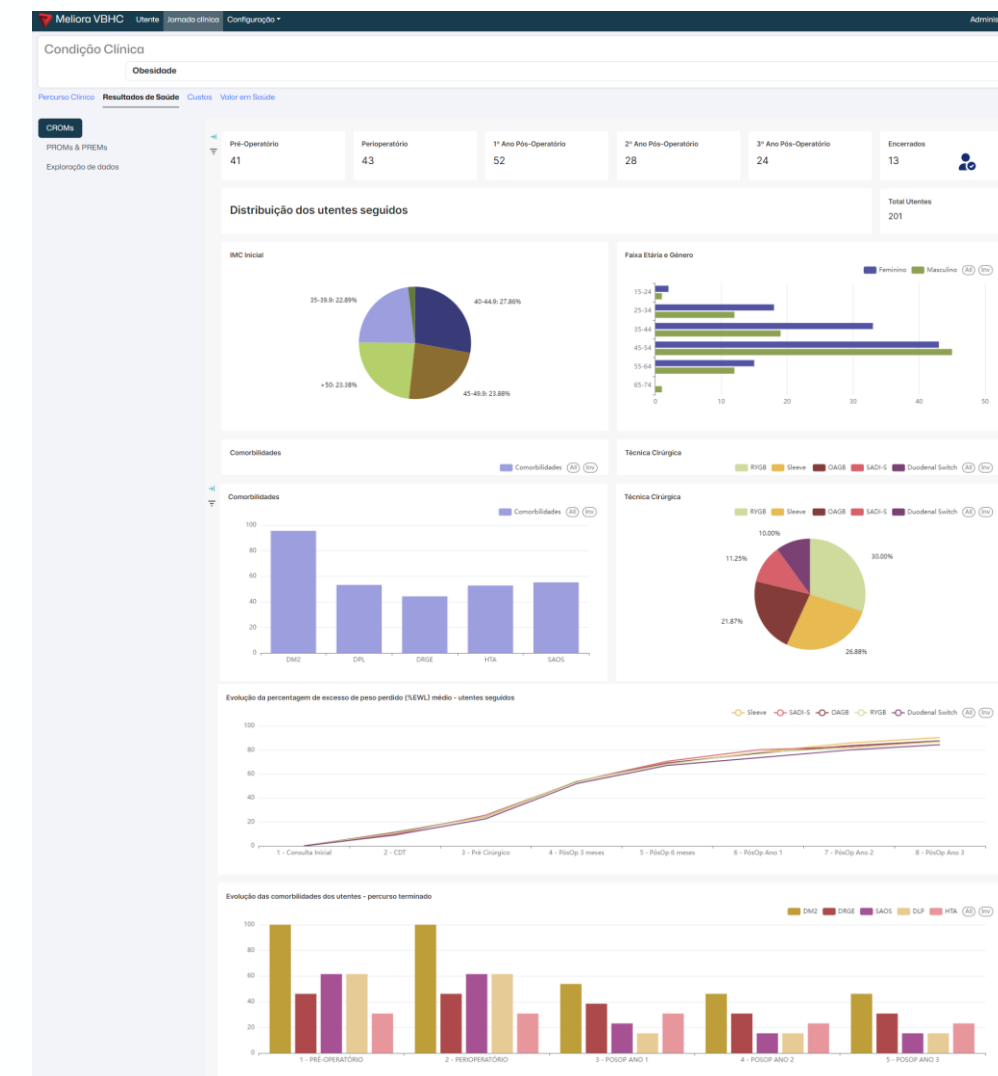 Meliora VBHC Utente Jornada clínica Configuração Adminis
Condição Clínica
Obesidade
Percurso Clínico Resultados de Saúde Custos Valor em Saúde
CROMs
PROMs & PREMs
Exploração de dados
Pré-Operatório
41
Perioperatório
43
1º Ano Pós-Operatório
52
2º Ano Pós-Operatório
28
3º Ano Pós-Operatório
24
Encerrados
13
Distribuição dos utentes seguidos
Total Utentes
201
IMC Inicial
35-39.9: 22.89%
40-44.9: 27.86%
+50: 23.38%
45-49.9: 23.88%
Faixa Etária e Género
Feminino Masculino All Inv
15-24
25-34
35-44
45-54
55-64
65-74
0 10 20 30 40 50
Comorbilidades
Comorbilidades All Inv
Técnica Cirúrgica
RYGB Sleeve OAGB SADI-S Duodenal Switch All Inv
Comorbilidades
Comorbilidades All Inv
100
80
60
40
20
0
DM2 DPL DRGE HTA SAOS
Técnica Cirúrgica
RYGB Sleeve OAGB SADI-S Duodenal Switch All Inv
10.00%
30.00%
11.25%
21.87%
26.88%
Evolução da percentagem de excesso de peso perdido (%EWL) médio - utentes seguidos
Sleeve SADI-S OAGB RYGB Duodenal Switch All Inv
100
80
60
40
20
0
1 - Consulta Inicial 2 - CDT 3 - Pré Cirúrgico 4 - PósOp 3 meses 5 - PósOp 6 meses 6 - PósOp Ano 1 7 - PósOp Ano 2 8 - PósOp Ano 3
Evolução das comorbilidades dos utentes - percurso terminado
DM2 DRGE SAOS DLP HTA All Inv
100
80
60
40
20
0
1 - PRÉ-OPERATÓRIO 2 - PERIOPERATÓRIO 3 - POSOP ANO 1 4 - POSOP ANO 2 5 - POSOP ANO 3